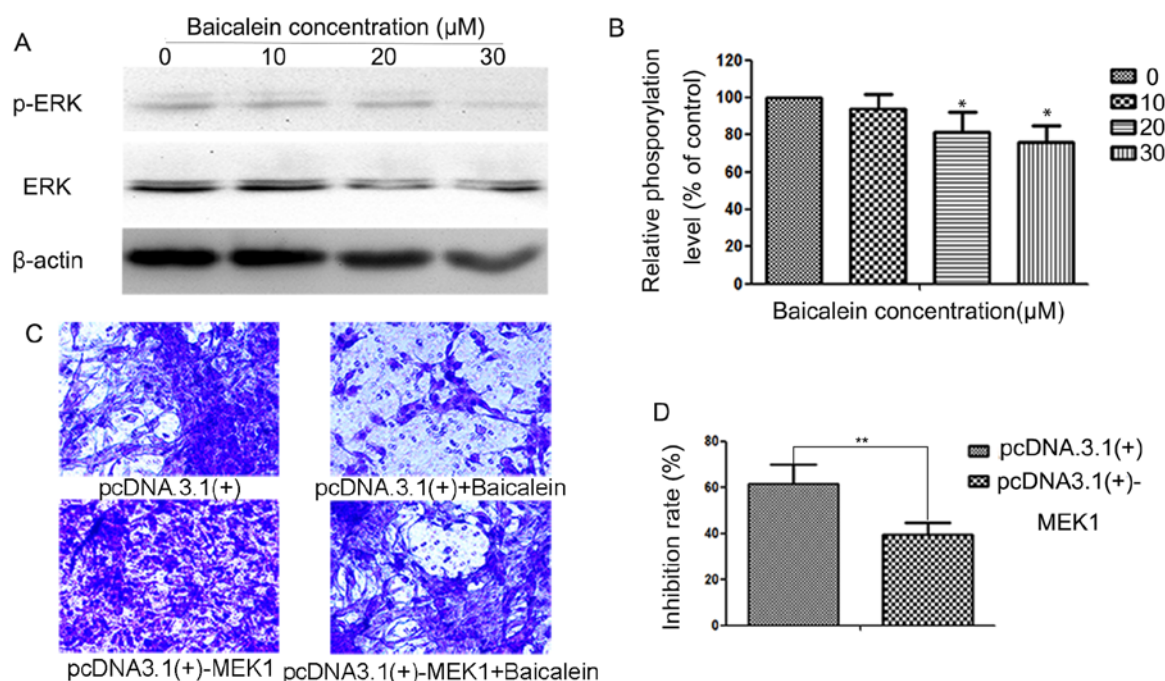 A
Baicalein concentration (µM)
0 10 20 30
p-ERK
ERK
β-actin
B
Relative phosporylation
level (% of control)
120
100
80
60
40
20
0
*
*
Baicalein concentration(µM)
0
10
20
30
C
pcDNA.3.1(+)
pcDNA.3.1(+)+Baicalein
pcDNA3.1(+)-MEK1
pcDNA3.1(+)-MEK1+Baicalein
D
Inhibition rate (%)
80
60
40
20
0
**
pcDNA.3.1(+)
pcDNA3.1(+)-
MEK1